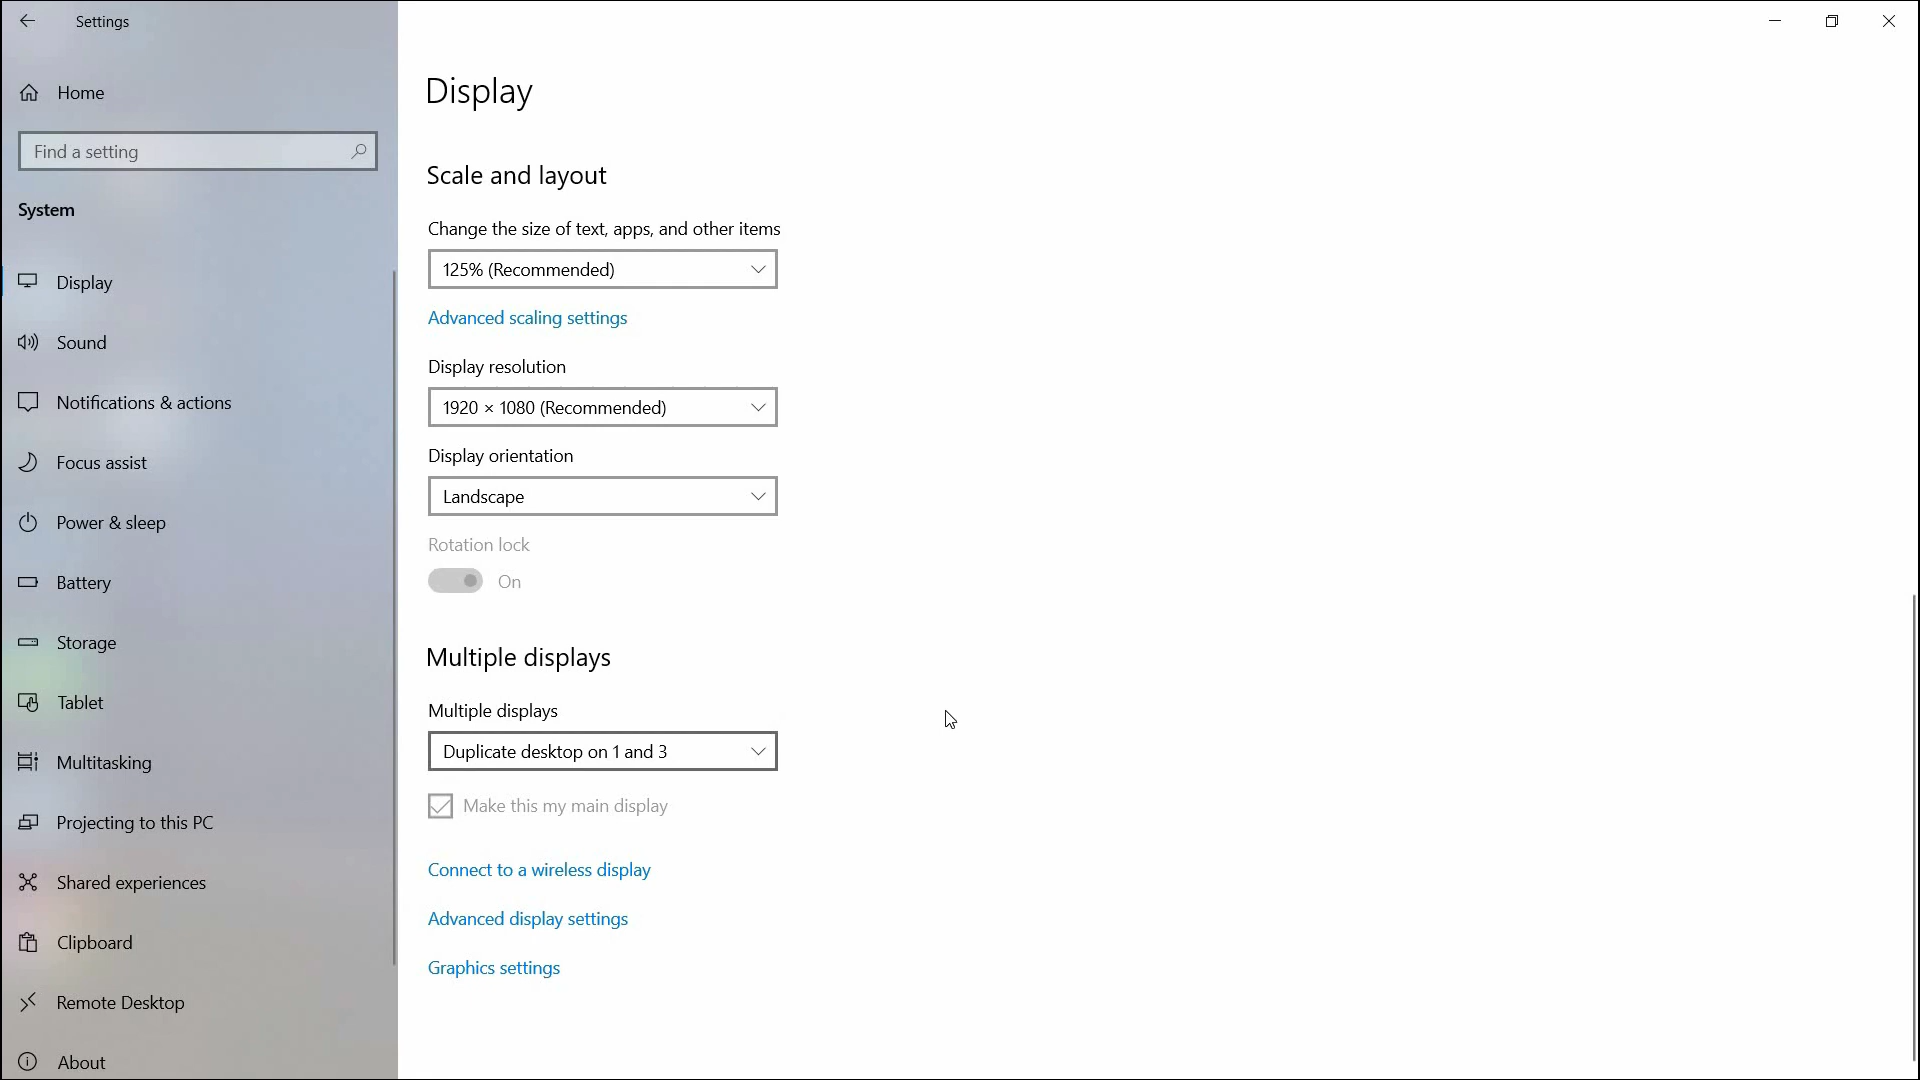 Settings
Home
Find a setting
System
Display
Sound
Notifications & actions
Focus assist
Power & sleep
Battery
Storage
Tablet
Multitasking
Projecting to this PC
Shared experiences
Clipboard
Remote Desktop
About
Display
Scale and layout
Change the size of text, apps, and other items
125% (Recommended)
Advanced scaling settings
Display resolution
1920 × 1080 (Recommended)
Display orientation
Landscape
Rotation lock
On
Multiple displays
Multiple displays
Duplicate desktop on 1 and 3
Make this my main display
Connect to a wireless display
Advanced display settings
Graphics settings